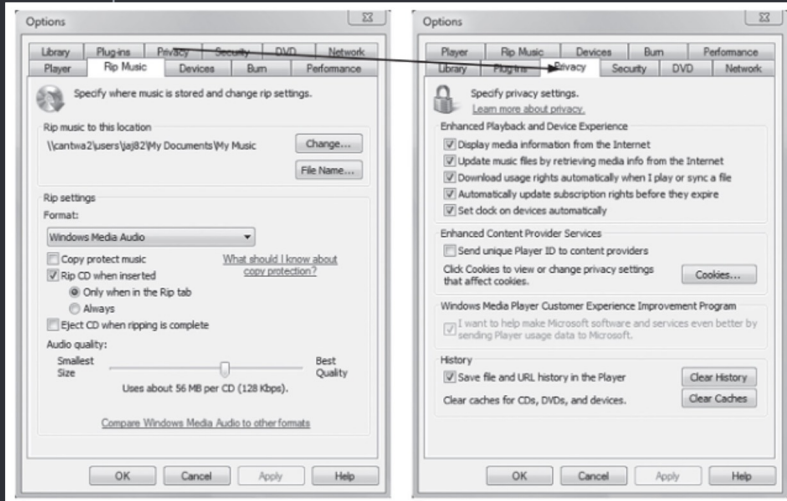 Options
Library Plug-ins Privacy Security DVD Network
Player Rip Music Devices Burn Performance
Specify where music is stored and change rip settings.
Rip music to this location
\\cantwa2\users\jaj82\My Documents\My Music
Change...
File Name...
Rip settings
Format:
Windows Media Audio
Copy protect music
What should I know about
copy protection?
Rip CD when inserted
Only when in the Rip tab
Always
Eject CD when ripping is complete
Audio quality:
Smallest
Size
Best
Quality
Uses about 56 MB per CD (128 Kbps).
Compare Windows Media Audio to other formats
OK Cancel Apply Help
Options
Player Rip Music Devices Burn Performance
Library Plug-ins Privacy Security DVD Network
Specify privacy settings.
Learn more about privacy.
Enhanced Playback and Device Experience
Display media information from the Internet
Update music files by retrieving media info from the Internet
Download usage rights automatically when I play or sync a file
Automatically update subscription rights before they expire
Set clock on devices automatically
Enhanced Content Provider Services
Send unique Player ID to content providers
Click Cookies to view or change privacy settings
that affect cookies.
Cookies...
Windows Media Player Customer Experience Improvement Program
I want to help make Microsoft software and services even better by
sending Player usage data to Microsoft.
History
Save file and URL history in the Player
Clear History
Clear caches for CDs, DVDs, and devices.
Clear Caches
OK Cancel Apply Help